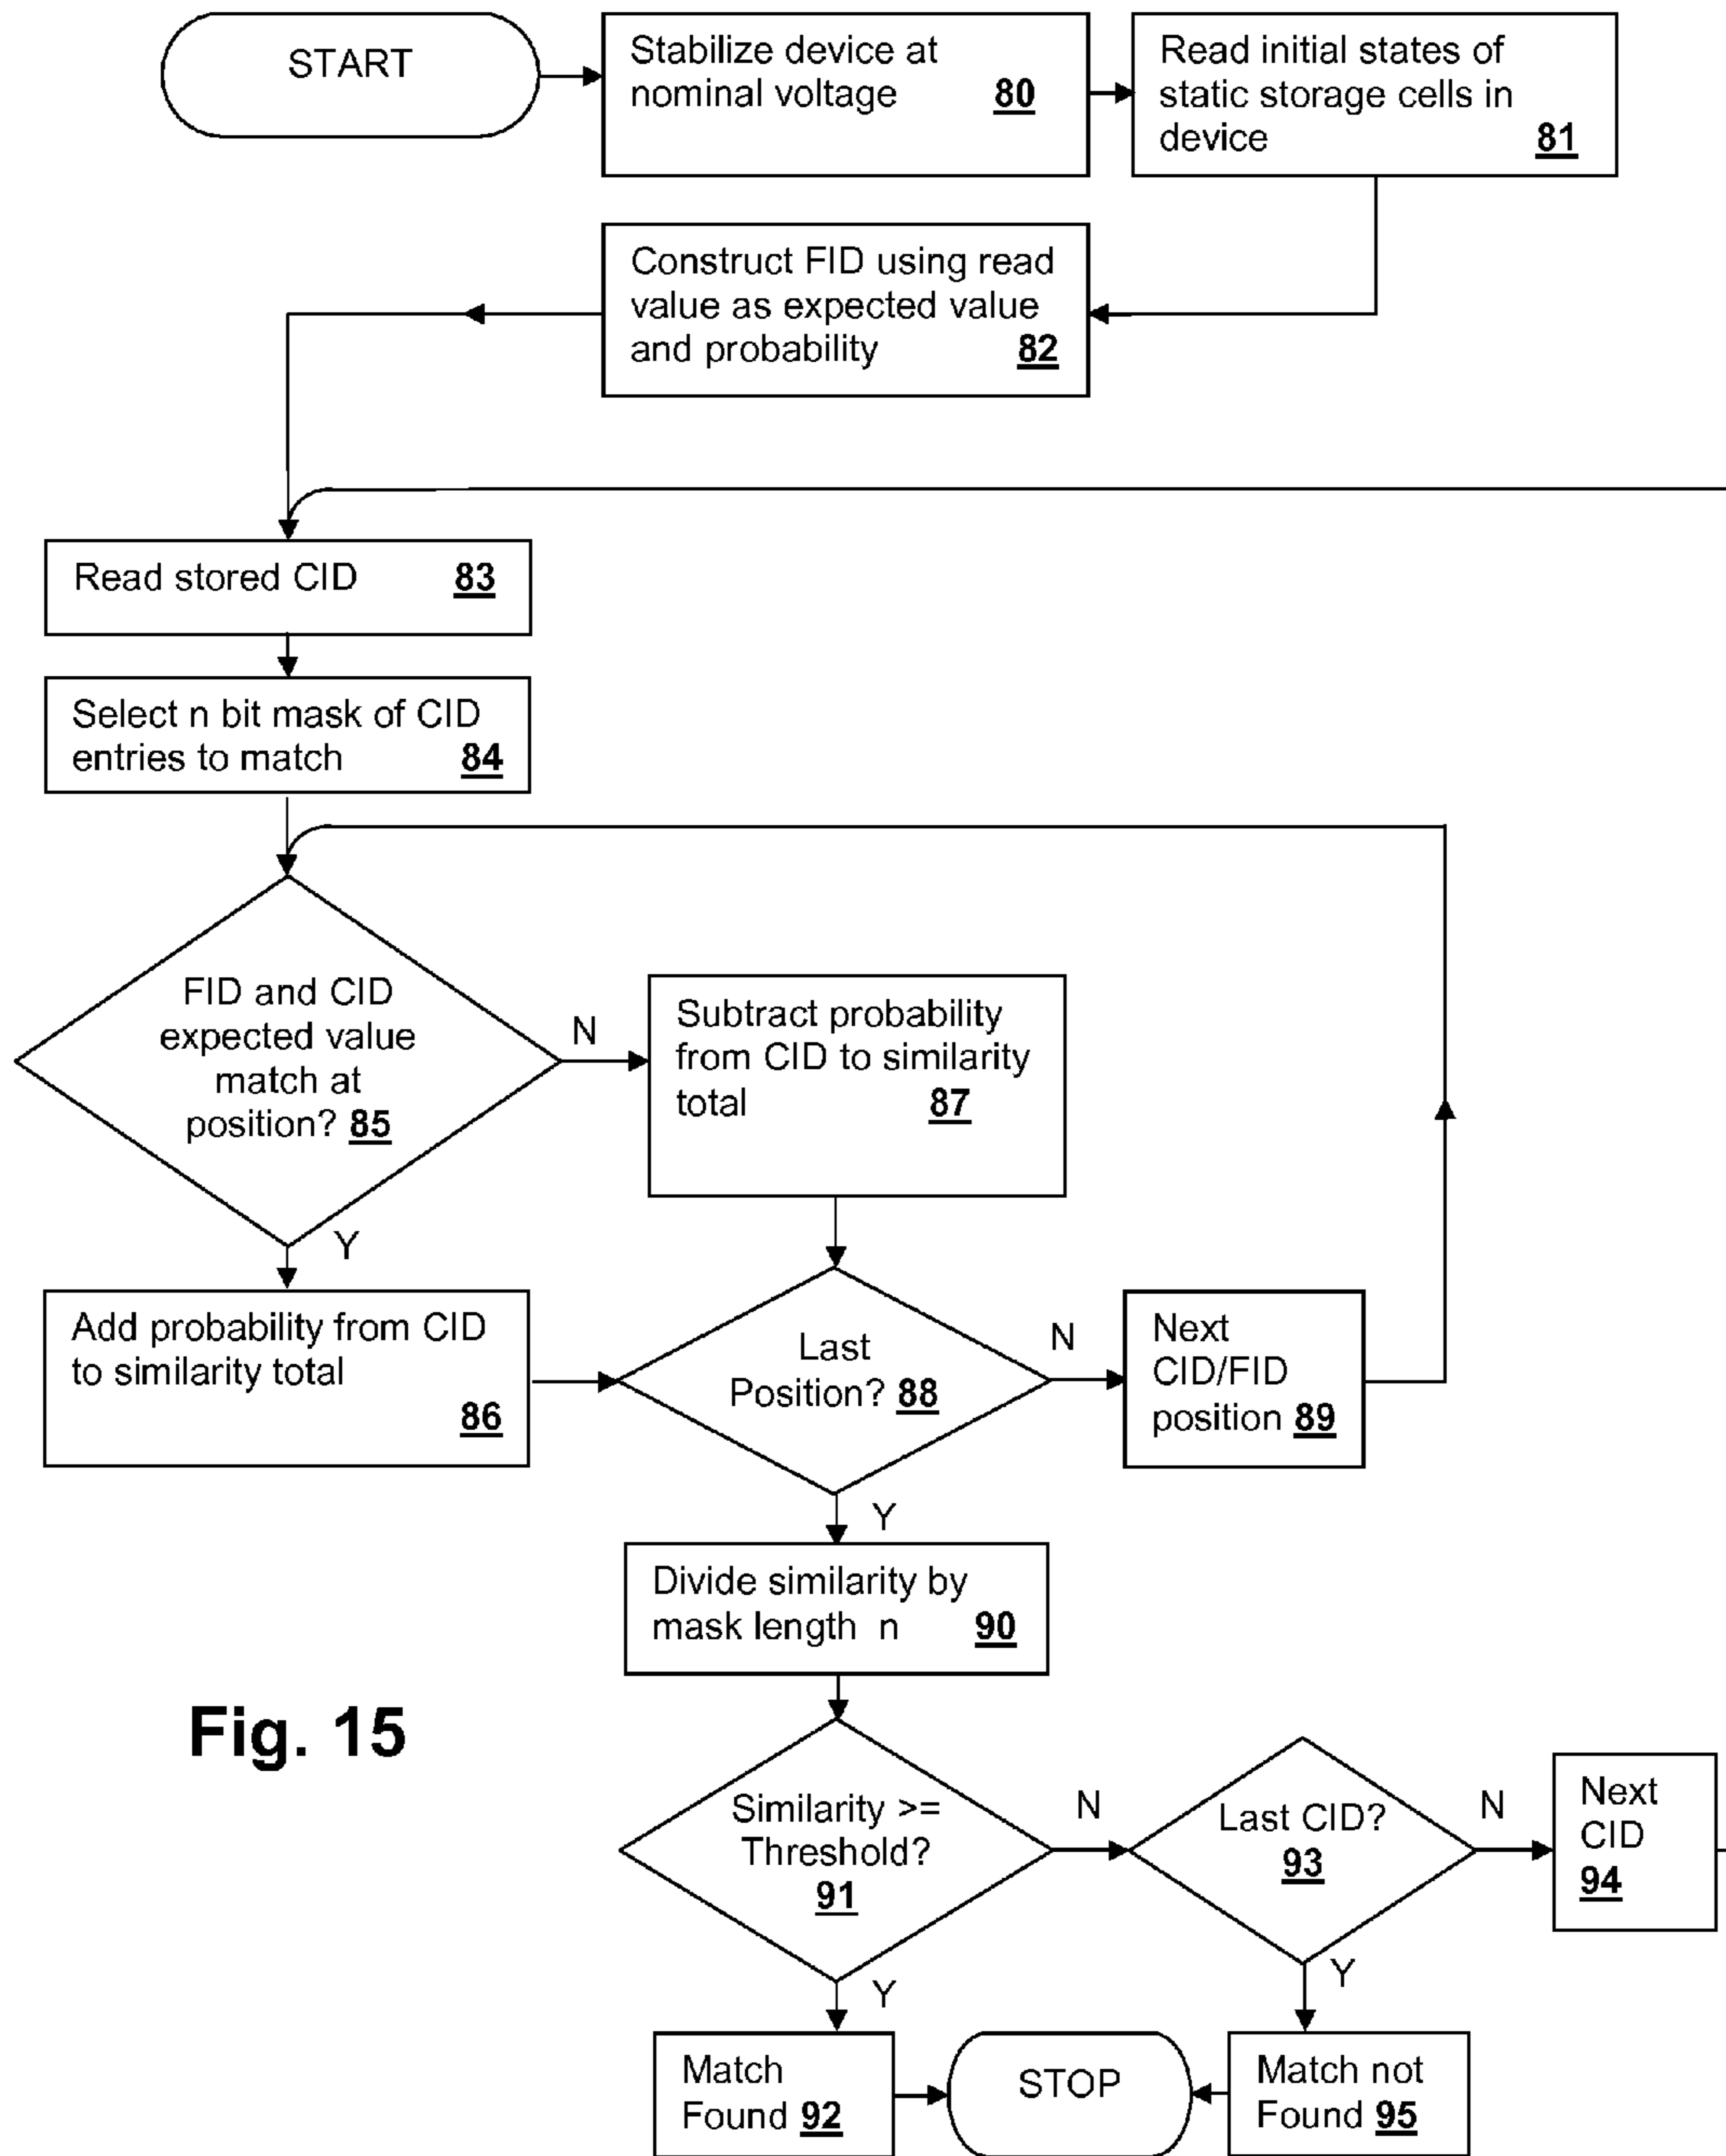 START
Stabilize device at
nominal voltage 80
Read initial states of
static storage cells in
device 81
Construct FID using read
value as expected value
and probability 82
Read stored CID 83
Select n bit mask of CID
entries to match 84
FID and CID
expected value
match at
position? 85
N
Subtract probability
from CID to similarity
total 87
Y
Add probability from CID
to similarity total
86
Last
Position? 88
N
Next
CID/FID
position 89
Y
Divide similarity by
mask length n 90
Fig. 15
Similarity >=
Threshold?
91
N
Last CID?
93
N
Next
CID
94
Y
Y
Match
Found 92
STOP
Match not
Found 95